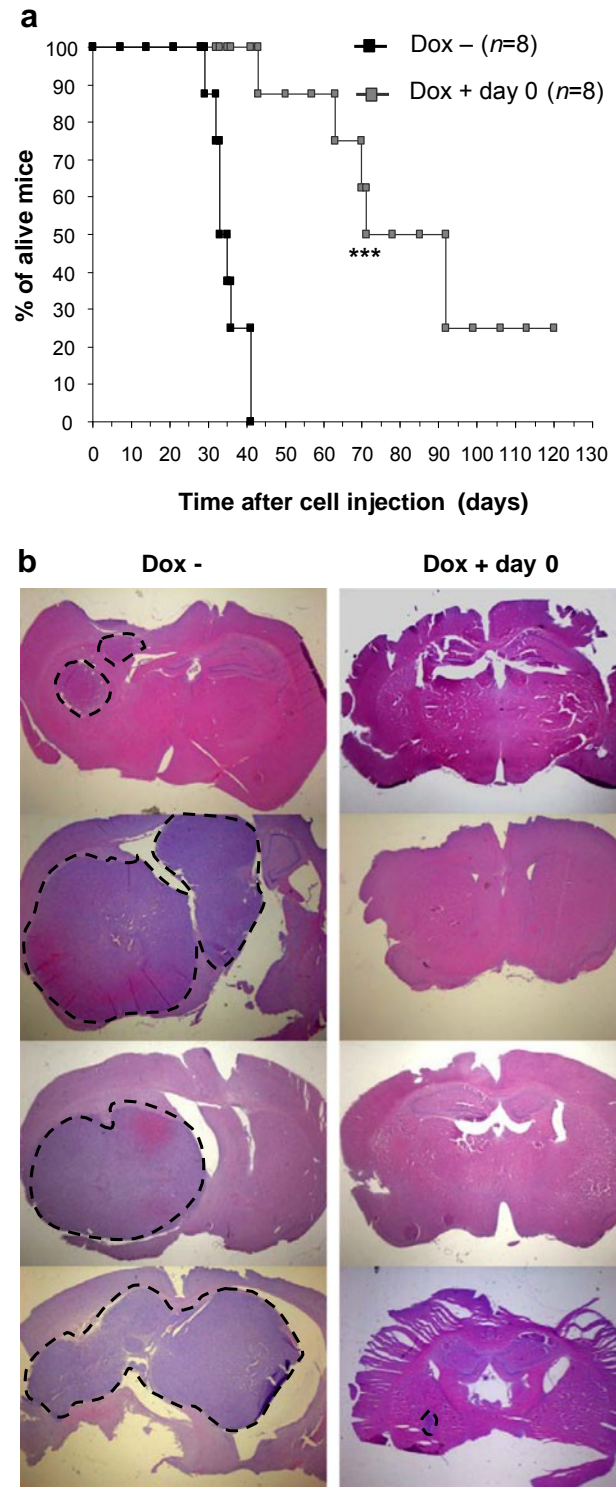 a
Dox – (n=8)
Dox + day 0 (n=8)
% of alive mice
100
90
80
70
60
50
40
30
20
10
0
***
0 10 20 30 40 50 60 70 80 90 100 110 120 130
Time after cell injection (days)
b
Dox - Dox + day 0